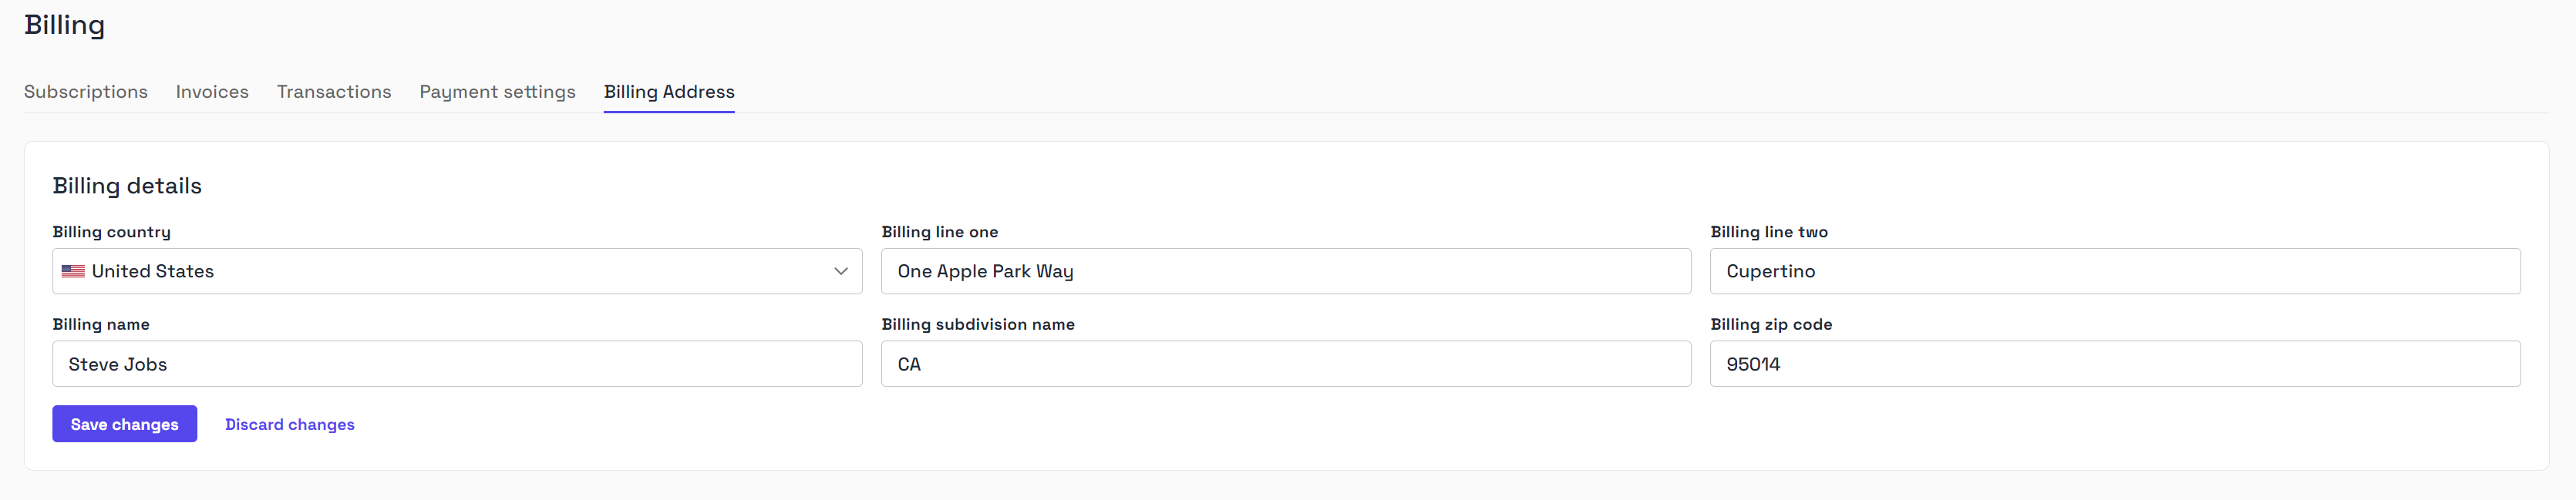 Billing
Subscriptions Invoices Transactions Payment settings Billing Address
Billing details
Billing country Billing line one Billing line two
United States One Apple Park Way Cupertino
Billing name Billing subdivision name Billing zip code
Steve Jobs CA 95014
Save changes Discard changes